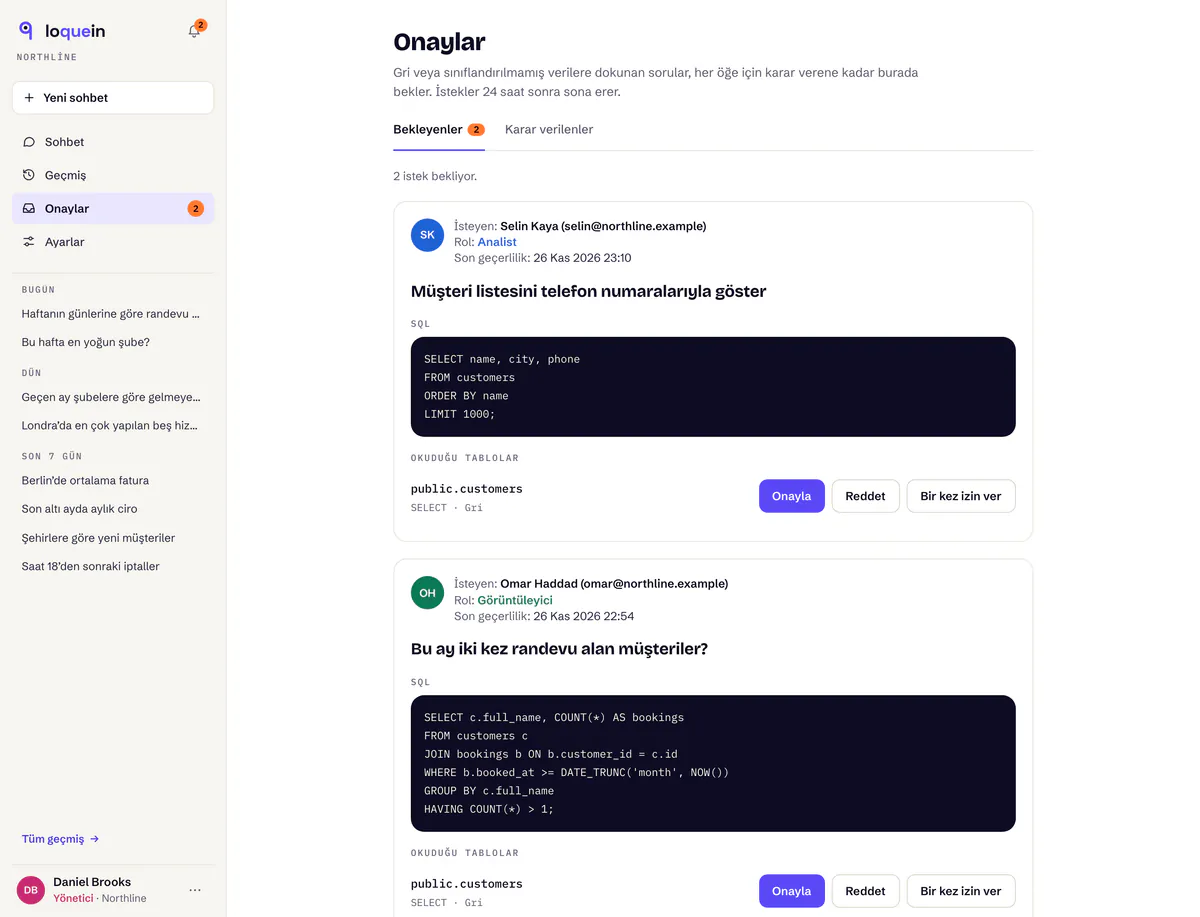 loquein
2
NORTHLİNE
Yeni sohbet
Sohbet
Geçmiş
Onaylar 2
Ayarlar
BUGÜN
Haftanın günlerine göre randevu ...
Bu hafta en yoğun şube?
DÜN
Geçen ay şubelere göre gelmeye...
Londra'da en çok yapılan beş hiz...
SON 7 GÜN
Berlin'de ortalama fatura
Son altı ayda aylık ciro
Şehirlere göre yeni müşteriler
Saat 18'den sonraki iptaller
Tüm geçmiş →
DB
Daniel Brooks
Yönetici · Northline
Onaylar
Gri veya sınıflandırılmamış verilere dokunan sorular, her öğe için karar verene kadar burada
bekler. İstekler 24 saat sonra sona erer.
Bekleyenler 2 Karar verilenler
2 istek bekliyor.
SK
İsteyen: Selin Kaya (selin@northline.example)
Rol: Analist
Son geçerlilik: 26 Kas 2026 23:10
Müşteri listesini telefon numaralarıyla göster
SQL
SELECT name, city, phone
FROM customers
ORDER BY name
LIMIT 1000;
OKUDUĞU TABLOLAR
public.customers
SELECT · Gri
Onayla Reddet Bir kez izin ver
OH
İsteyen: Omar Haddad (omar@northline.example)
Rol: Görüntüleyici
Son geçerlilik: 26 Kas 2026 22:54
Bu ay iki kez randevu alan müşteriler?
SQL
SELECT c.full_name, COUNT(*) AS bookings
FROM customers c
JOIN bookings b ON b.customer_id = c.id
WHERE b.booked_at >= DATE_TRUNC('month', NOW())
GROUP BY c.full_name
HAVING COUNT(*) > 1;
OKUDUĞU TABLOLAR
public.customers
SELECT · Gri
Onayla Reddet Bir kez izin ver